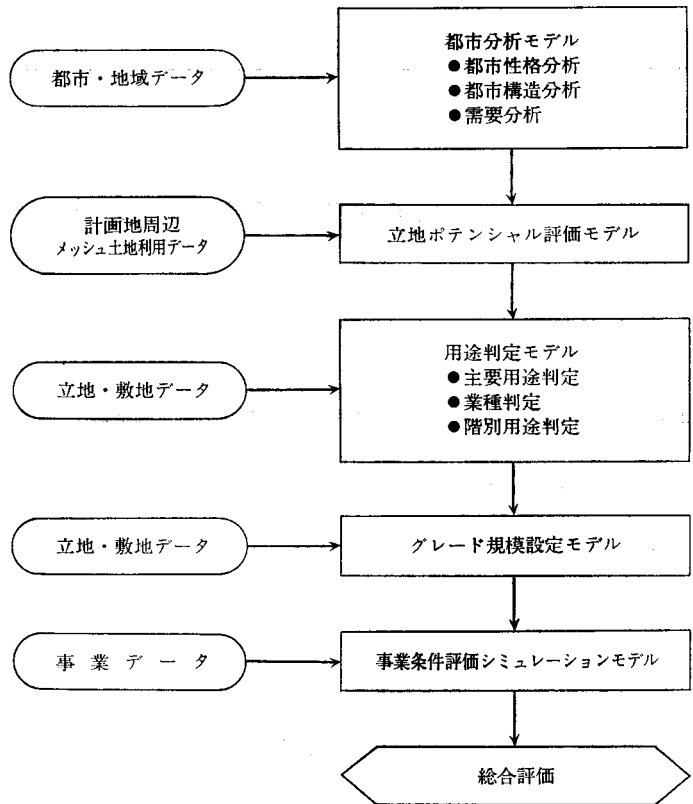 都市・地域データ
都市分析モデル
●都市性格分析
●都市構造分析
●需要分析
計画地周辺
メッシュ土地利用データ
立地ポテンシャル評価モデル
立地・敷地データ
用途判定モデル
●主要用途判定
●業種判定
●階別用途判定
立地・敷地データ
グレード規模設定モデル
事業データ
事業条件評価シミュレーションモデル
総合評価